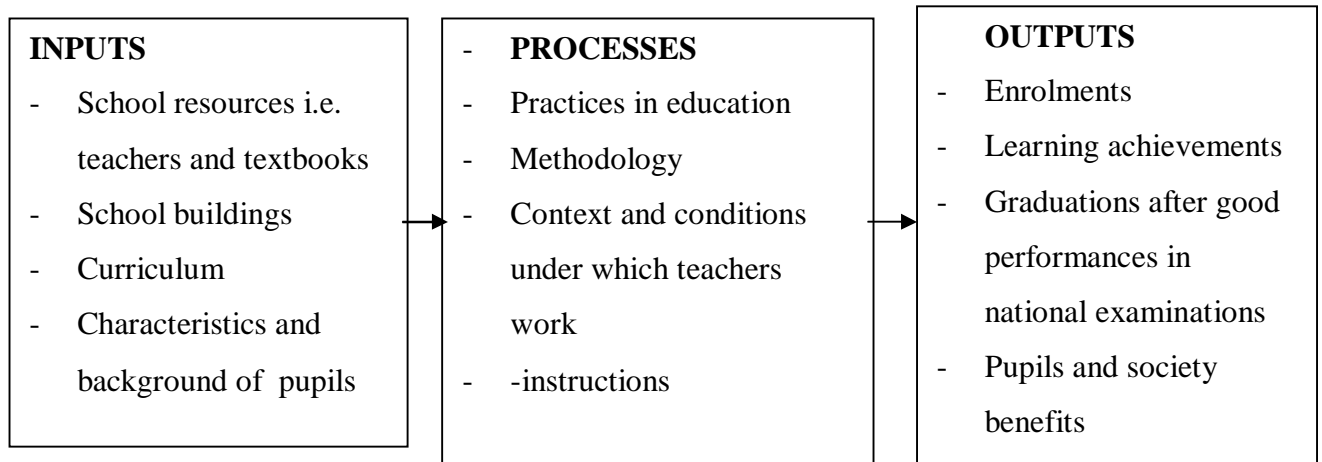 INPUTS
- School resources i.e.
teachers and textbooks
- School buildings
- Curriculum
- Characteristics and
background of pupils
- PROCESSES
- Practices in education
- Methodology
- Context and conditions
under which teachers
work
- -instructions
OUTPUTS
- Enrolments
- Learning achievements
- Graduations after good
performances in
national examinations
- Pupils and society
benefits